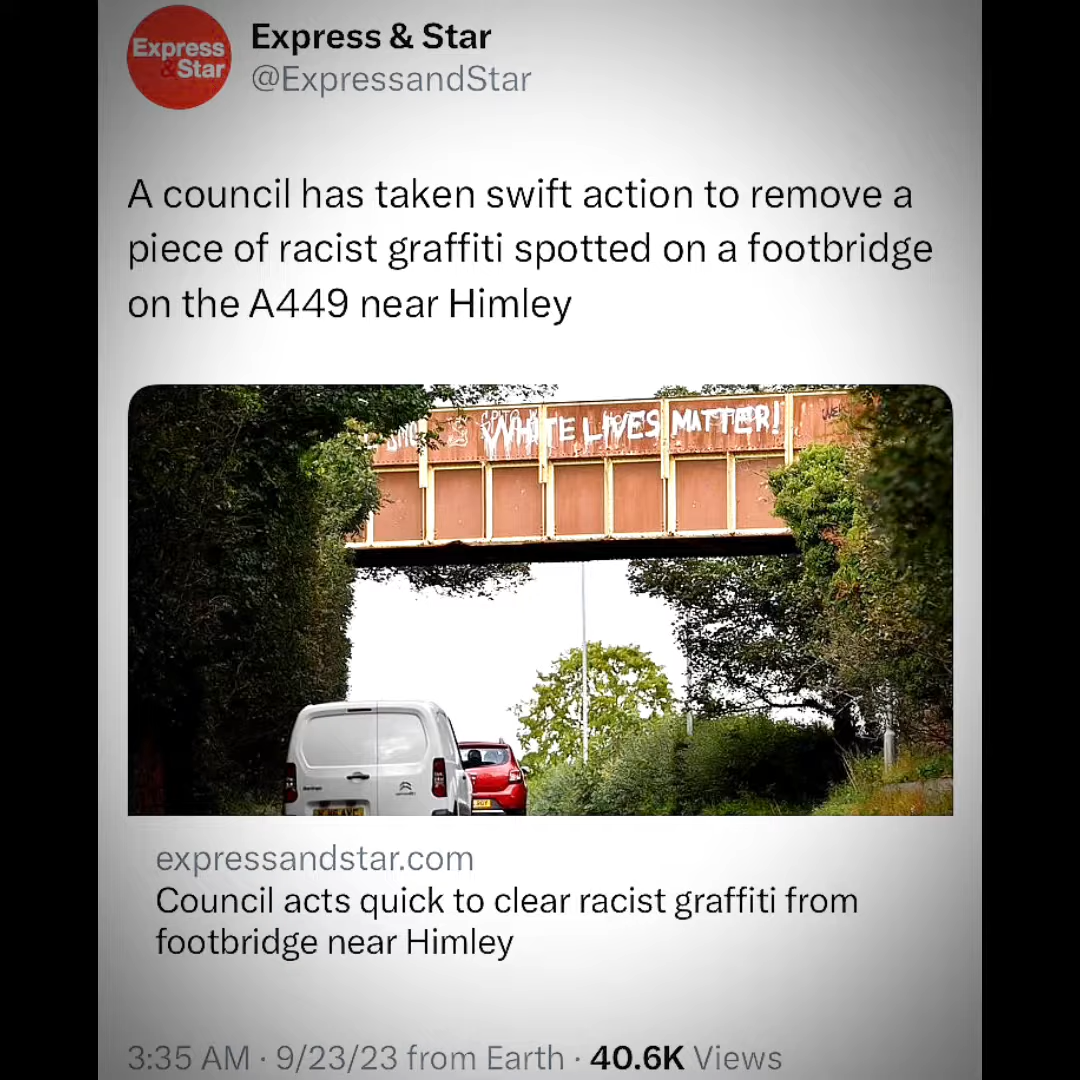 Express
& Star
Express & Star
@ExpressandStar
A council has taken swift action to remove a
piece of racist graffiti spotted on a footbridge
on the A449 near Himley
WHITE LIVES MATTER!
expressandstar.com
Council acts quick to clear racist graffiti from
footbridge near Himley
3:35 AM · 9/23/23 from Earth · 40.6K Views